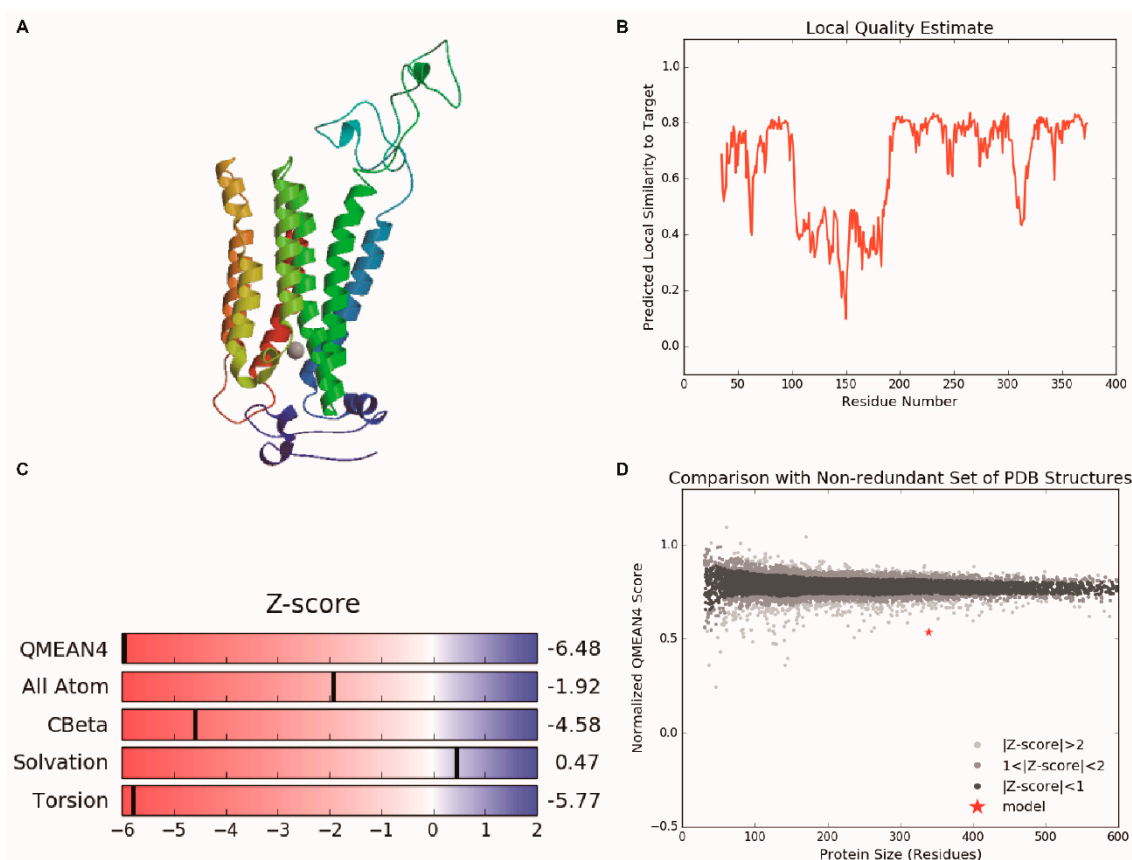 A
B
Local Quality Estimate
Predicted Local Similarity to Target
1.0
0.8
0.6
0.4
0.2
0.0
0 50 100 150 200 250 300 350 400
Residue Number
C
Z-score
QMEAN4 -6.48
All Atom -1.92
CBeta -4.58
Solvation 0.47
Torsion -5.77
−6 −5 −4 −3 −2 −1 0 1 2
D
Comparison with Non-redundant Set of PDB Structures
Normalized QMEAN4 Score
1.0
0.5
0.0
−0.5
|Z-score|>2
1<|Z-score|<2
|Z-score|<1
model
0 100 200 300 400 500 600
Protein Size (Residues)